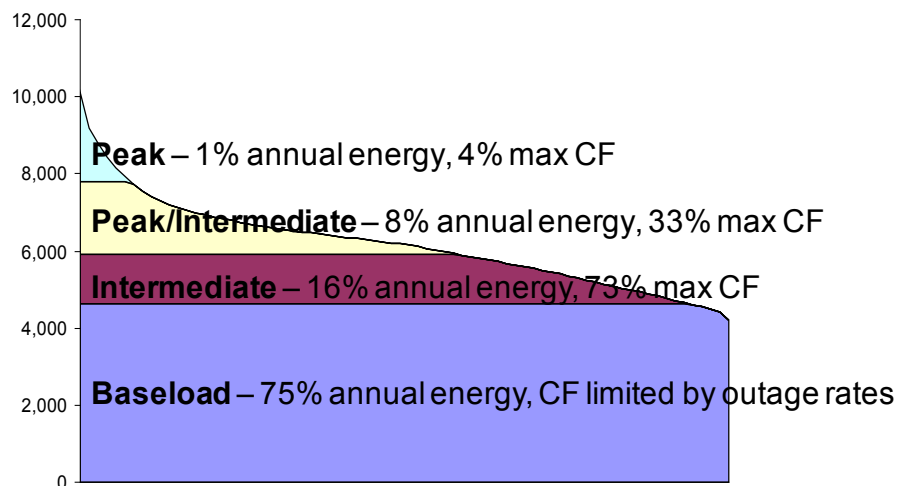 12,000
10,000
8,000
Peak – 1% annual energy, 4% max CF
Peak/Intermediate – 8% annual energy, 33% max CF
6,000
Intermediate – 16% annual energy, 73% max CF
4,000
Baseload – 75% annual energy, CF limited by outage rates
2,000
0